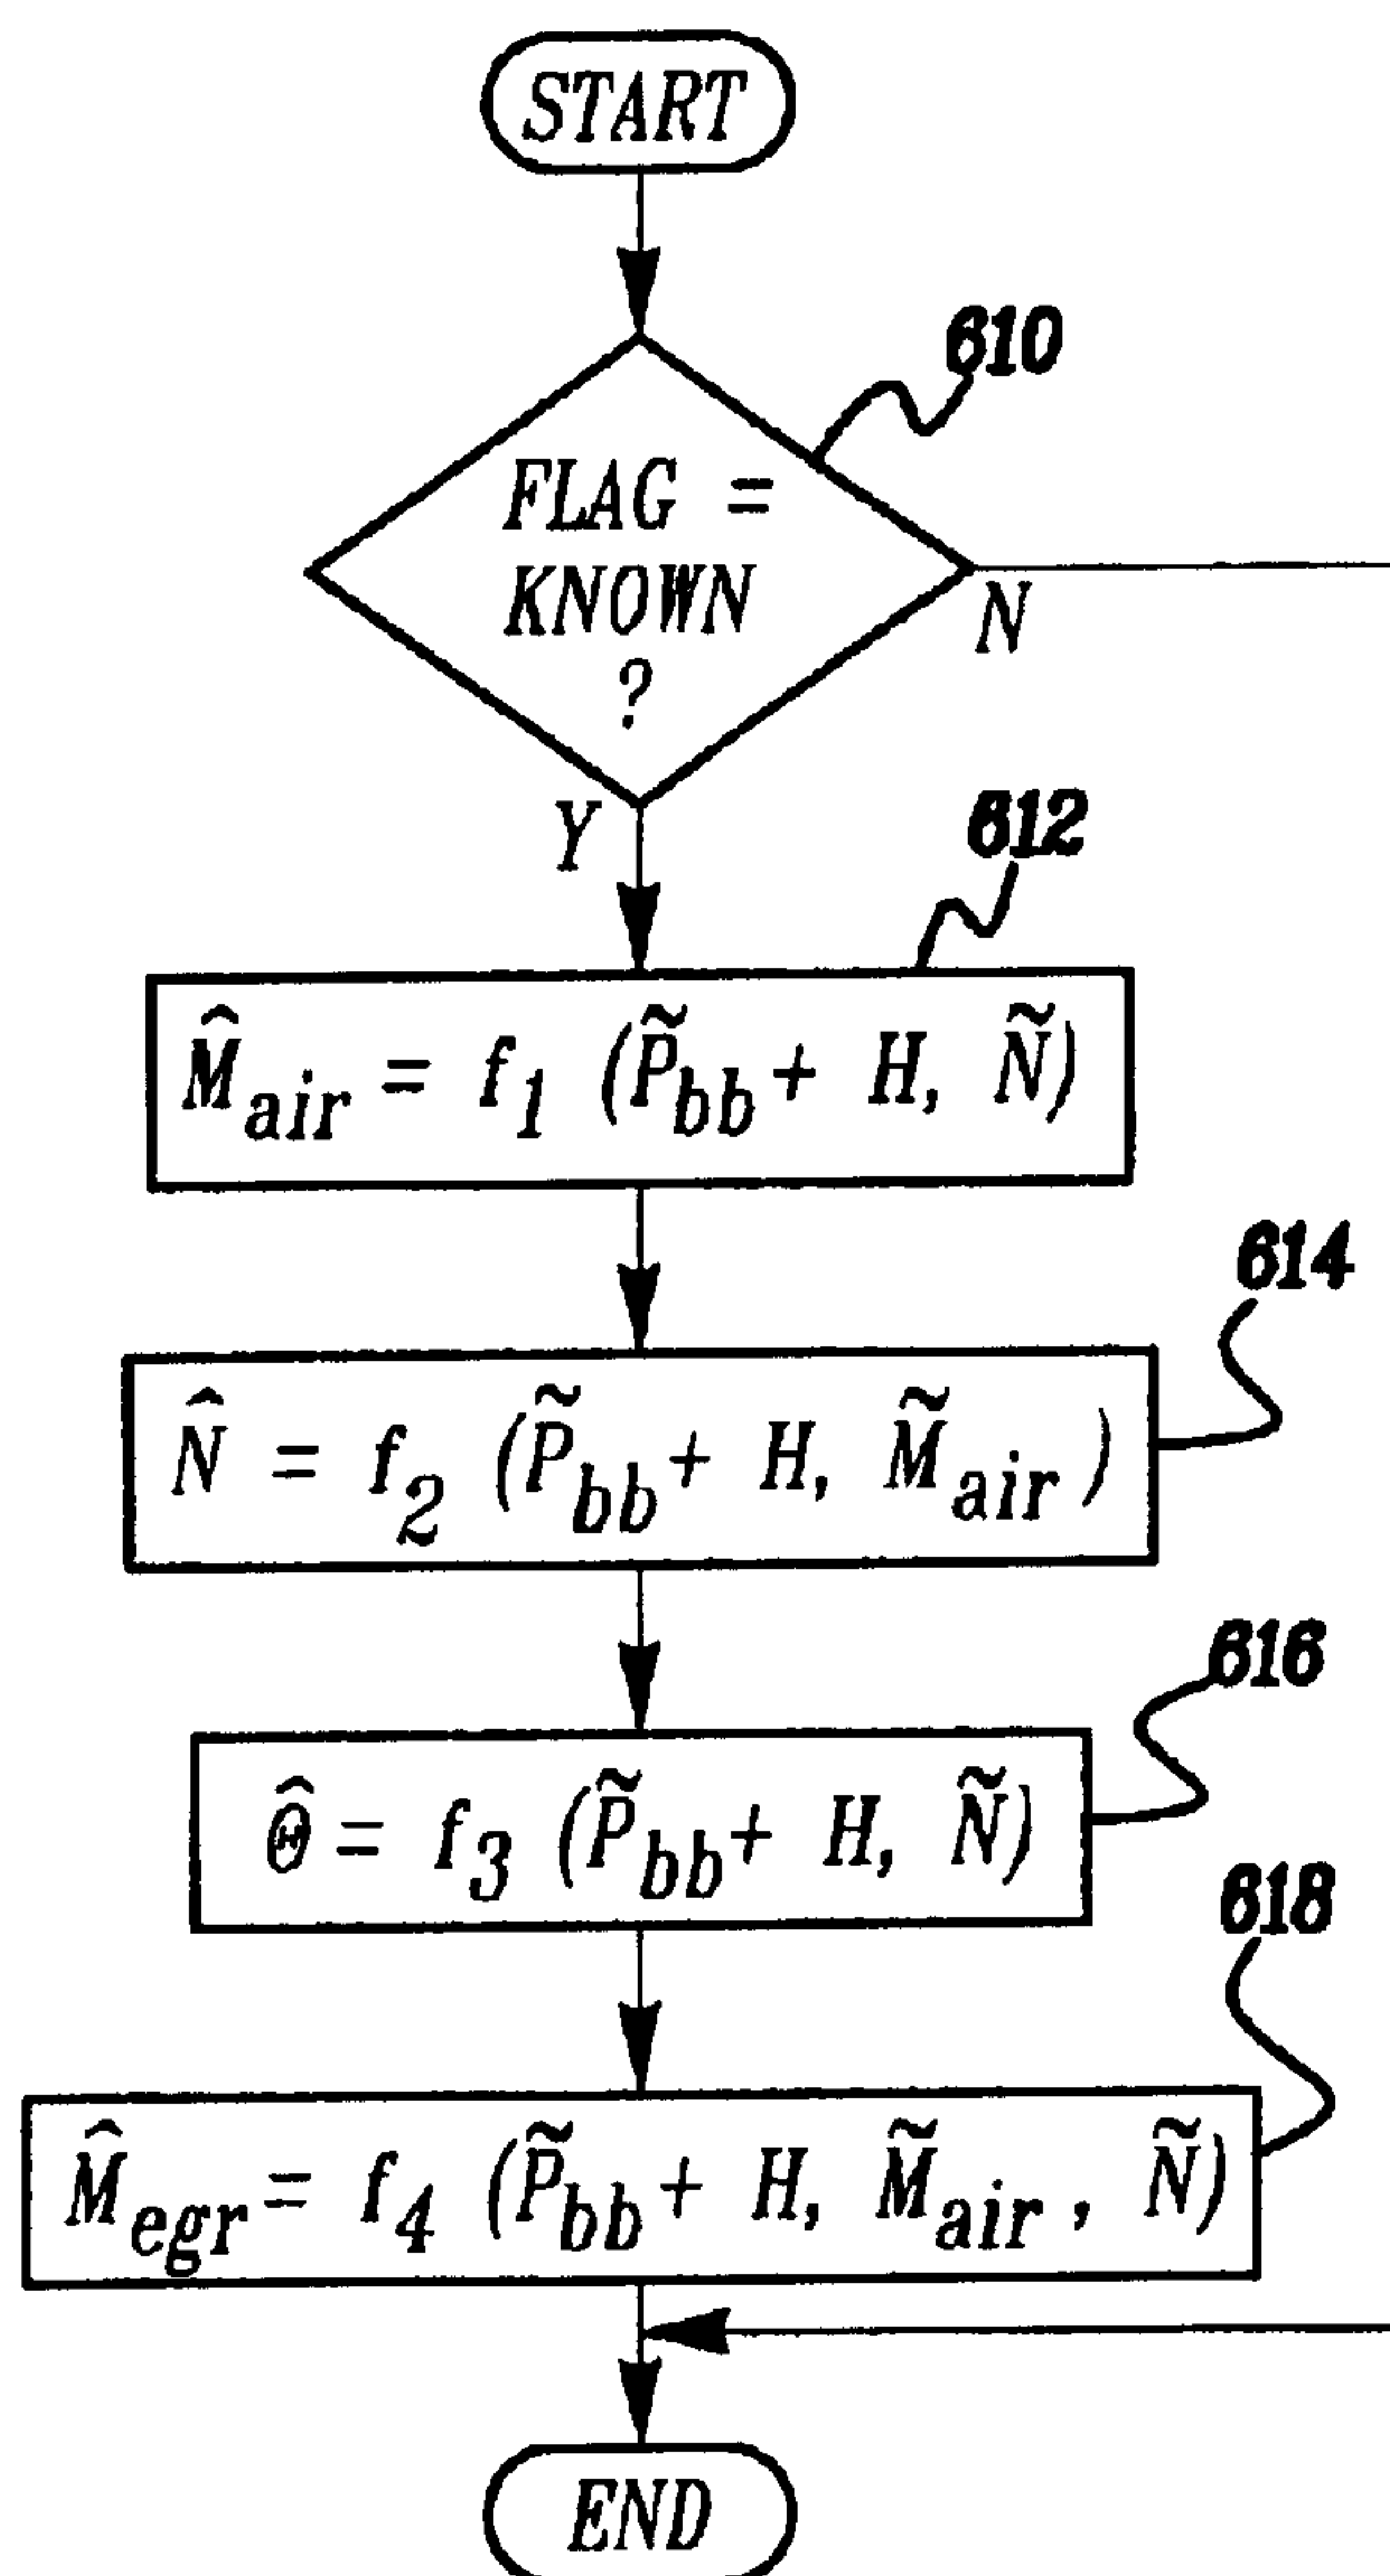 START
610
FLAG =
KNOWN
?
N
Y
612
M̂air = f1 (P̃bb + H, Ñ)
614
N̂ = f2 (P̃bb + H, M̃air )
616
Θ̂ = f3 (P̃bb + H, Ñ)
618
M̂egr = f4 (P̃bb + H, M̃air , Ñ)
END